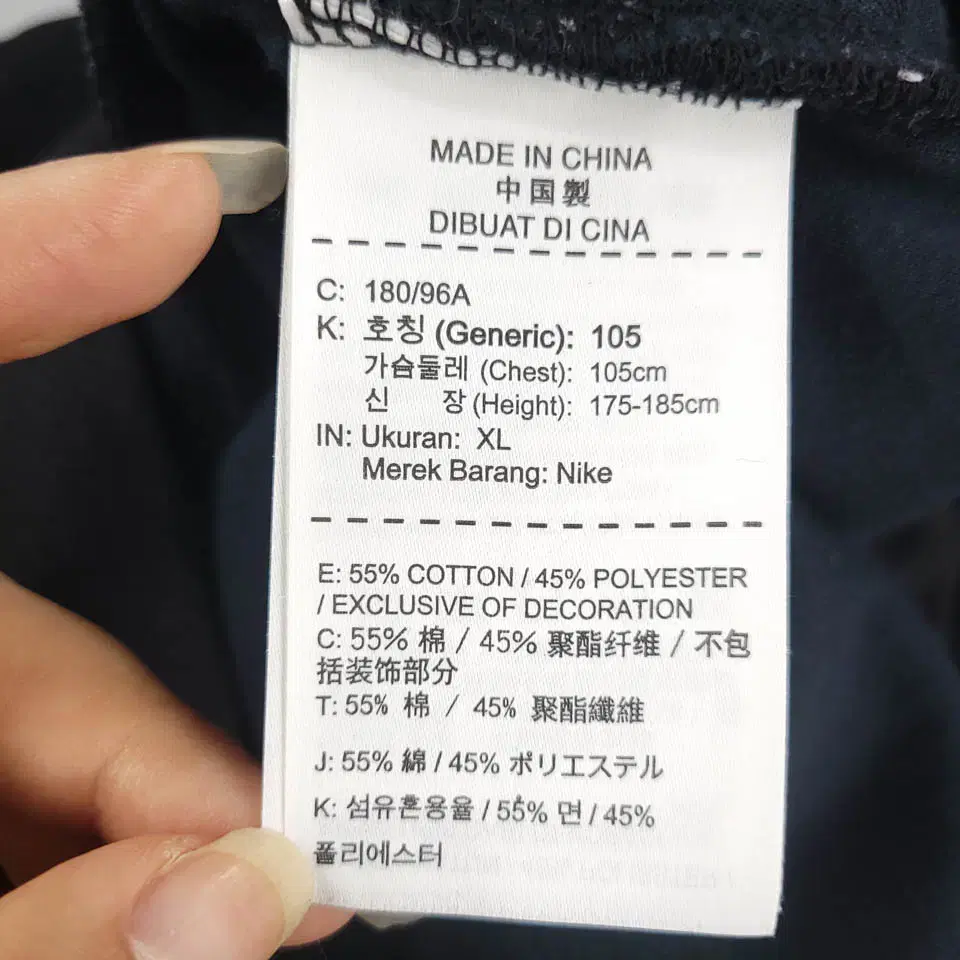 MADE IN CHINA
中国製
DIBUAT DI CINA
C: 180/96A
K: 호칭 (Generic): 105
가슴둘레 (Chest): 105cm
신 장 (Height): 175-185cm
IN: Ukuran: XL
Merek Barang: Nike
E: 55% COTTON / 45% POLYESTER
/ EXCLUSIVE OF DECORATION
C: 55% 棉 / 45% 聚酯纤维 / 不包
括装饰部分
T: 55% 棉 / 45% 聚酯纖維
J: 55% 綿 / 45% ポリエステル
K: 섬유혼용율 / 55% 면 / 45%
폴리에스터